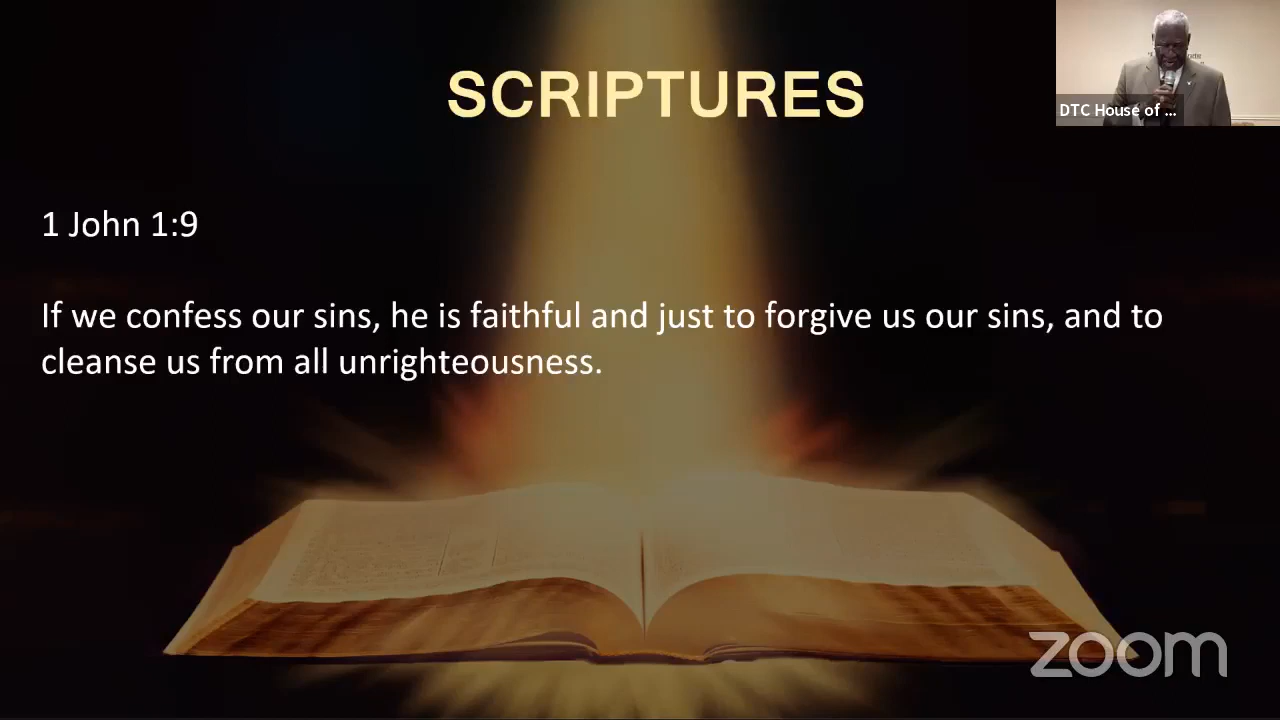 SCRIPTURES
DTC House of ...
1 John 1:9
If we confess our sins, he is faithful and just to forgive us our sins, and to
cleanse us from all unrighteousness.
zoom